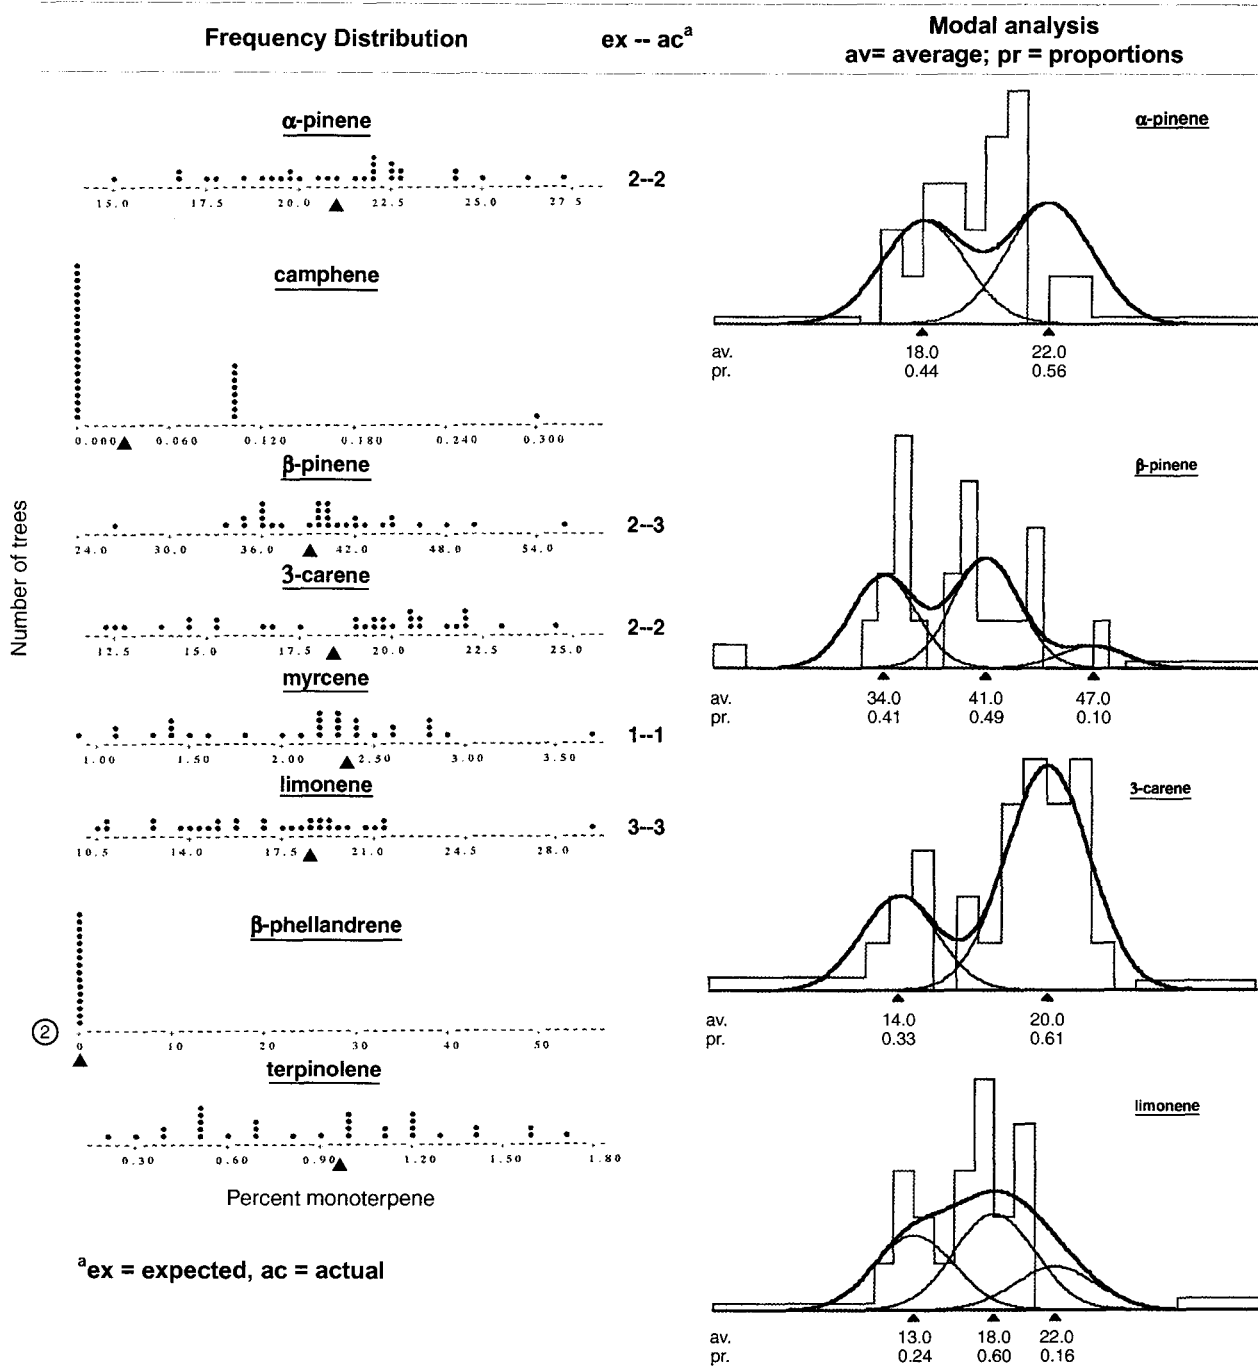 Frequency Distribution
ex -- acᵃ
Modal analysis
av= average; pr = proportions
α-pinene
15.0 17.5 20.0 22.5 25.0 27.5
2--2
camphene
0.000 0.060 0.120 0.180 0.240 0.300
β-pinene
24.0 30.0 36.0 42.0 48.0 54.0
2--3
3-carene
12.5 15.0 17.5 20.0 22.5 25.0
2--2
myrcene
1.00 1.50 2.00 2.50 3.00 3.50
1--1
limonene
10.5 14.0 17.5 21.0 24.5 28.0
3--3
β-phellandrene
2
0 10 20 30 40 50
terpinolene
0.30 0.60 0.90 1.20 1.50 1.80
Percent monoterpene
Number of trees
ᵃex = expected, ac = actual
α-pinene
av. 18.0 22.0
pr. 0.44 0.56
β-pinene
av. 34.0 41.0 47.0
pr. 0.41 0.49 0.10
3-carene
av. 14.0 20.0
pr. 0.33 0.61
limonene
av. 13.0 18.0 22.0
pr. 0.24 0.60 0.16